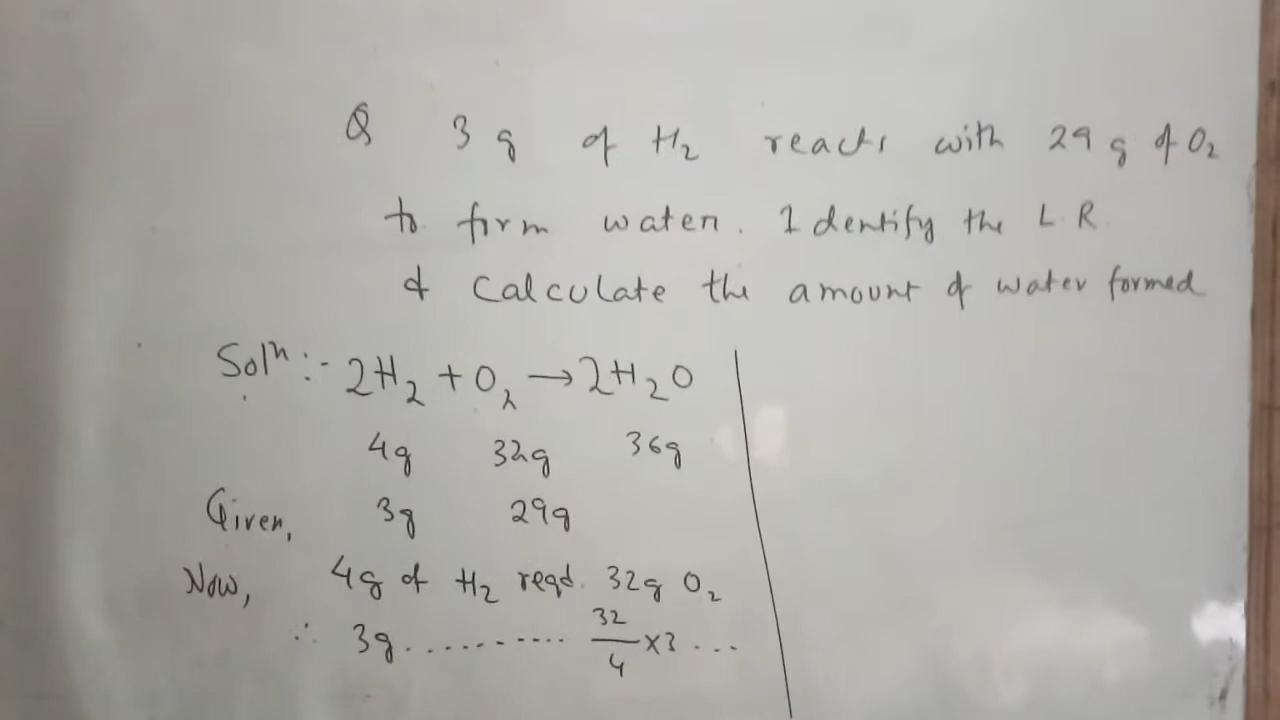 Q 3 g of H₂ reacts with 29 g of O₂
to form water. Identify the L.R.
& Calculate the amount of water formed
Solⁿ :- 2H₂ + O₂ → 2H₂O
4g 32g 36g
Given, 3g 29g
Now, 4g of H₂ reqd. 32g O₂
∴ 3g .......... 32/4 ×3 ...